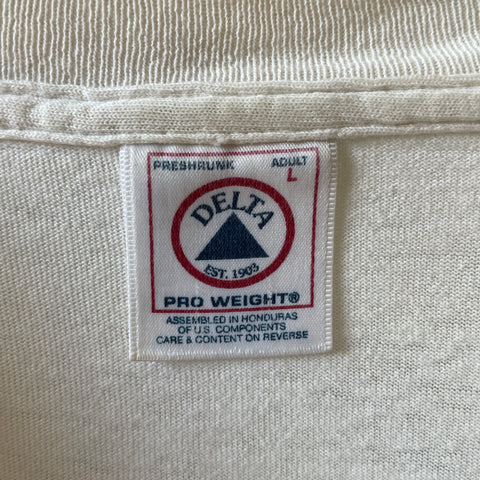 PRESHRUNK ADULT
L
DELTA
EST. 1903
PRO WEIGHT®
ASSEMBLED IN HONDURAS
OF U.S. COMPONENTS
CARE & CONTENT ON REVERSE